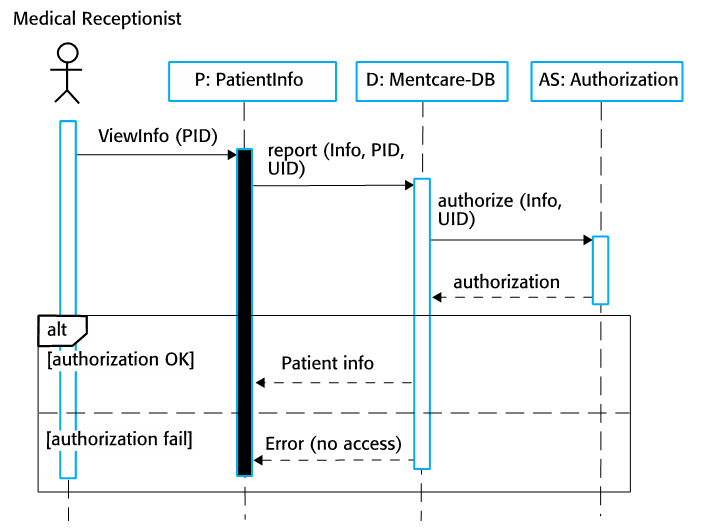 Medical Receptionist
P: PatientInfo
D: Mentcare-DB
AS: Authorization
ViewInfo (PID)
report (Info, PID,
UID)
authorize (Info,
UID)
authorization
alt
[authorization OK]
Patient info
[authorization fail]
Error (no access)